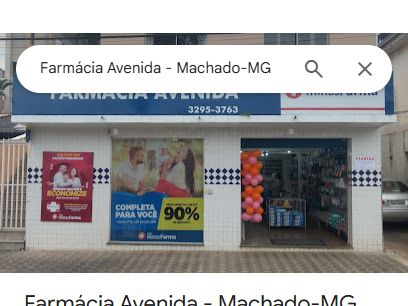 Farmácia Avenida - Machado-MG
FARMÁCIA AVENIDA
MinasFarma
3295-3763
ECONOMIZE
COMPLETA
PARA VOCÊ
90%
MinasFarma
Farmácia Avenida - Machado-MG